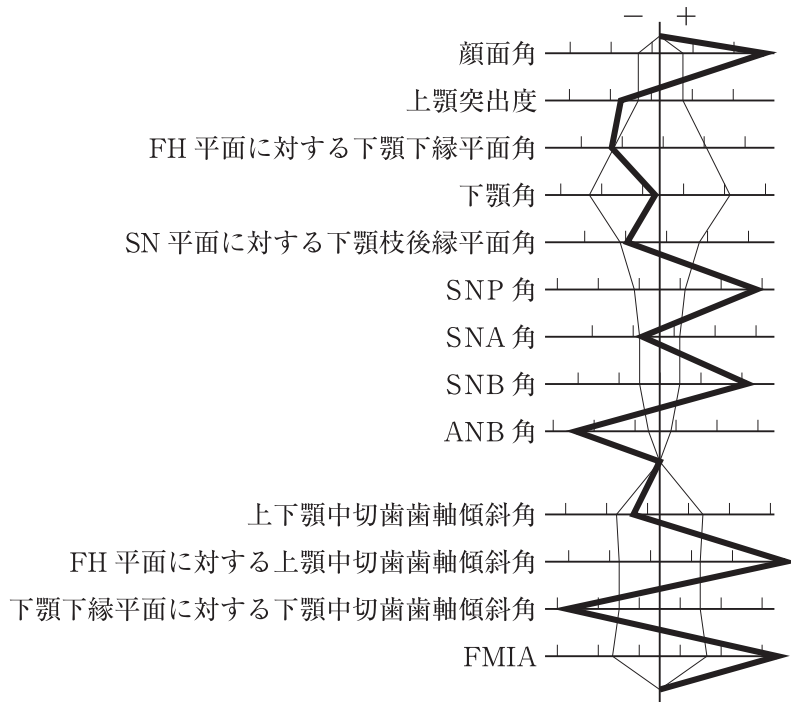 − +
顔面角
上顎突出度
FH 平面に対する下顎下縁平面角
下顎角
SN 平面に対する下顎枝後縁平面角
SNP 角
SNA 角
SNB 角
ANB 角
上下顎中切歯歯軸傾斜角
FH 平面に対する上顎中切歯歯軸傾斜角
下顎下縁平面に対する下顎中切歯歯軸傾斜角
FMIA